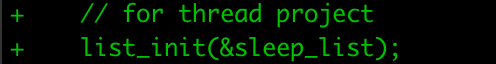 +    // for thread project
+    list_init(&sleep_list);